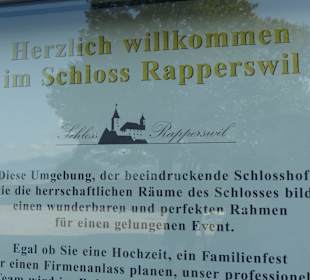 Herzlich willkommen
im Schloss Rapperswil
Schloss Rapperswil
Diese Umgebung, der beeindruckende Schlosshof
die herrschaftlichen Räume des Schlosses bild
einen wunderbaren und perfekten Rahmen
für einen gelungenen Event.
Egal ob Sie eine Hochzeit, ein Familienfest
r einen Firmenanlass planen, unser professione